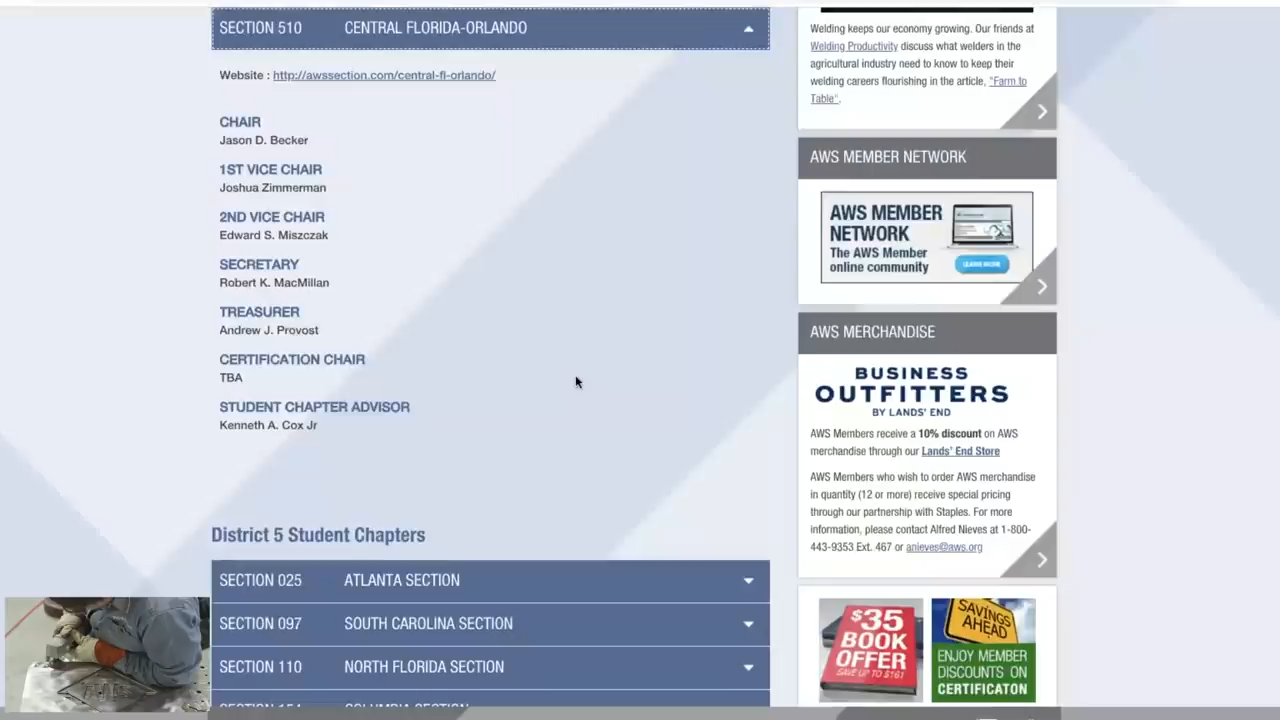 SECTION 510 CENTRAL FLORIDA-ORLANDO
Website : http://awssection.com/central-fl-orlando/
CHAIR
Jason D. Becker
1ST VICE CHAIR
Joshua Zimmerman
2ND VICE CHAIR
Edward S. Miszczak
SECRETARY
Robert K. MacMillan
TREASURER
Andrew J. Provost
CERTIFICATION CHAIR
TBA
STUDENT CHAPTER ADVISOR
Kenneth A. Cox Jr
District 5 Student Chapters
SECTION 025 ATLANTA SECTION
SECTION 097 SOUTH CAROLINA SECTION
SECTION 110 NORTH FLORIDA SECTION
Welding keeps our economy growing. Our friends at
Welding Productivity discuss what welders in the
agricultural industry need to know to keep their
welding careers flourishing in the article, "Farm to
Table".
AWS MEMBER NETWORK
AWS MEMBER
NETWORK
The AWS Member
online community
LEARN MORE
AWS MERCHANDISE
BUSINESS
OUTFITTERS
BY LANDS' END
AWS Members receive a 10% discount on AWS
merchandise through our Lands' End Store
AWS Members who wish to order AWS merchandise
in quantity (12 or more) receive special pricing
through our partnership with Staples. For more
information, please contact Alfred Nieves at 1-800-
443-9353 Ext. 467 or anieves@aws.org
$35
BOOK
OFFER
SAVE UP TO $161
SAVINGS
AHEAD
ENJOY MEMBER
DISCOUNTS ON
CERTIFICATON